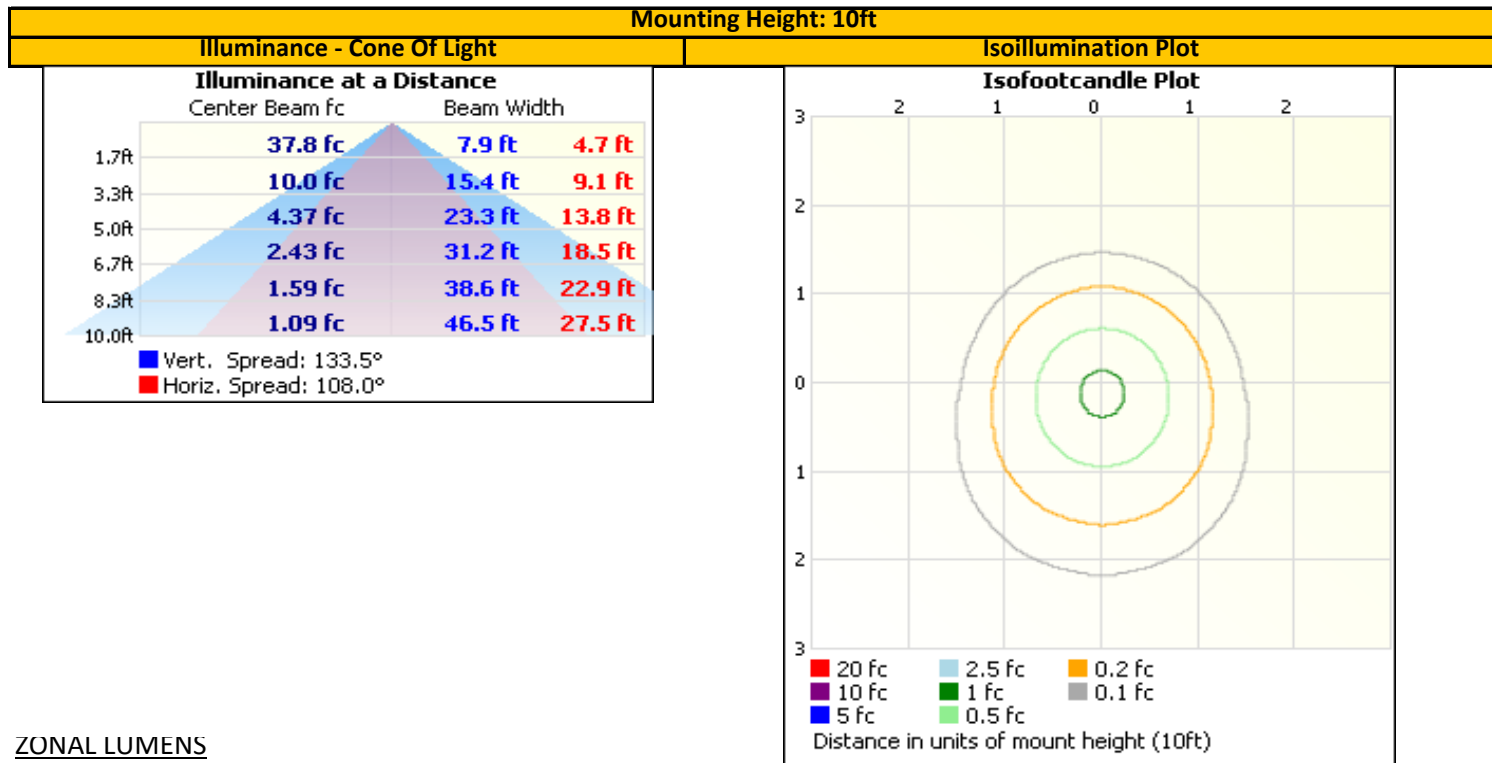 Mounting Height: 10ft
Illuminance - Cone Of Light
Isoillumination Plot
Illuminance at a Distance
Center Beam fc Beam Width
1.7ft 37.8 fc 7.9 ft 4.7 ft
3.3ft 10.0 fc 15.4 ft 9.1 ft
5.0ft 4.37 fc 23.3 ft 13.8 ft
6.7ft 2.43 fc 31.2 ft 18.5 ft
8.3ft 1.59 fc 38.6 ft 22.9 ft
10.0ft 1.09 fc 46.5 ft 27.5 ft
Vert. Spread: 133.5°
Horiz. Spread: 108.0°
Isofootcandle Plot
2 1 0 1 2
3
2
1
0
1
2
3
20 fc 2.5 fc 0.2 fc
10 fc 1 fc 0.1 fc
5 fc 0.5 fc
Distance in units of mount height (10ft)
ZONAL LUMENS